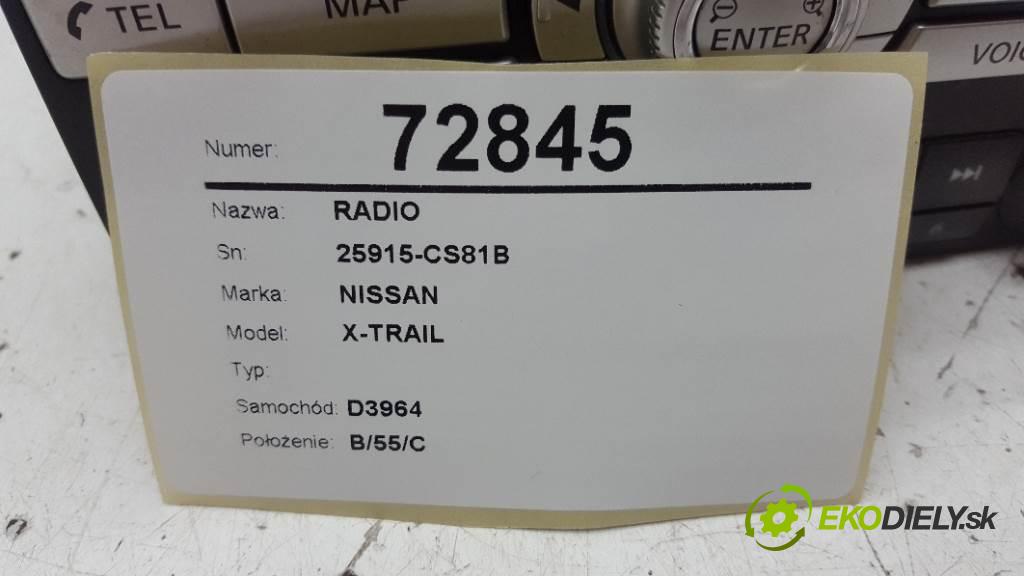 TEL
MAP
ENTER
Numer: 72845
Nazwa: RADIO
Sn: 25915-CS81B
Marka: NISSAN
Model: X-TRAIL
Typ:
Samochód: D3964
Położenie: B/55/C
EKODIELY.sk